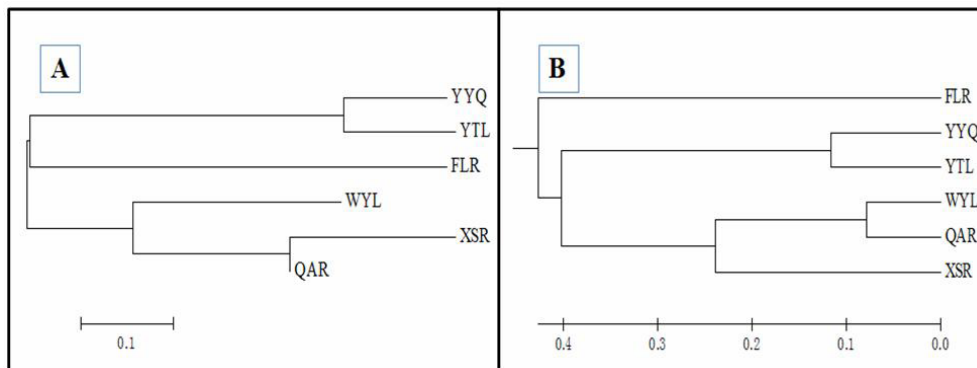 A
YYQ
YTL
FLR
WYL
XSR
QAR
0.1
B
FLR
YYQ
YTL
WYL
QAR
XSR
0.4 0.3 0.2 0.1 0.0